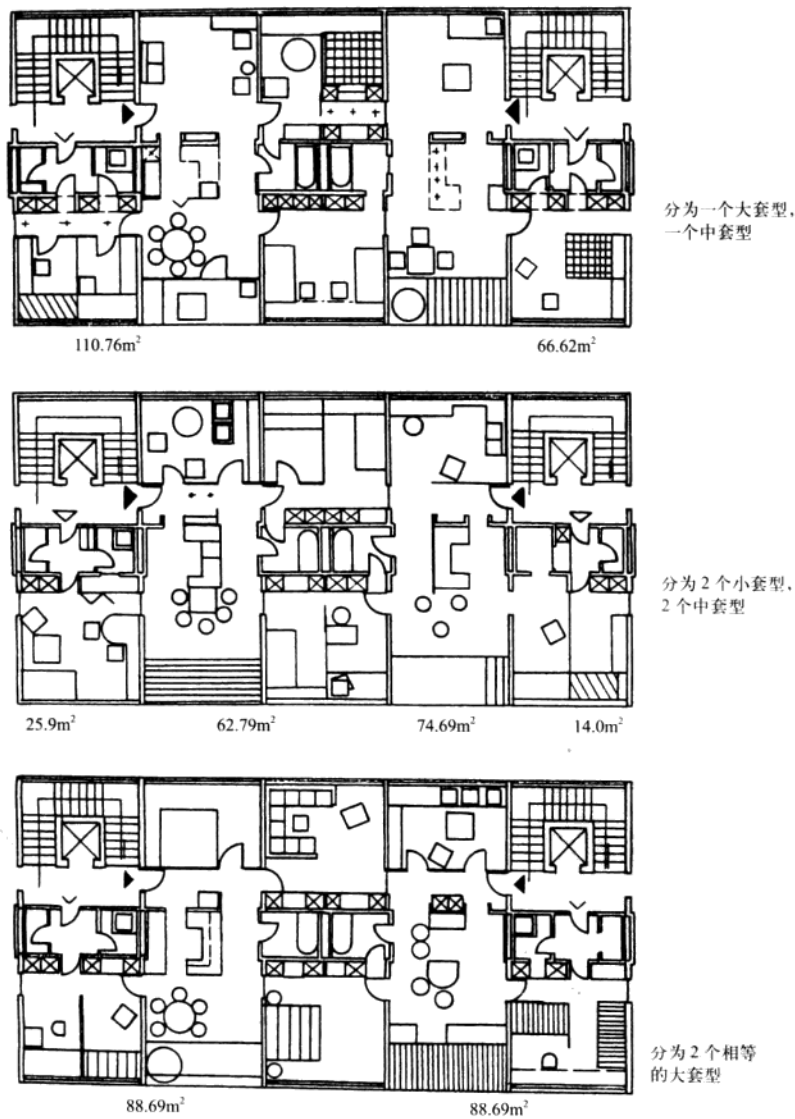 分为一个大套型，
一个中套型
110.76m²
66.62m²
分为 2 个小套型，
2 个中套型
25.9m²
62.79m²
74.69m²
14.0m²
分为 2 个相等
的大套型
88.69m²
88.69m²